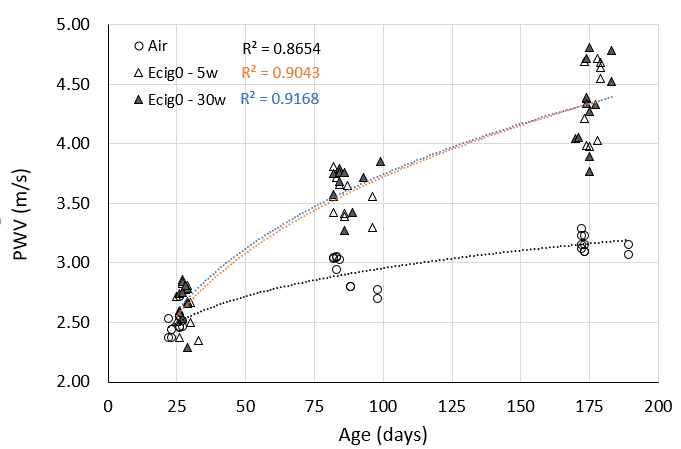 5.00
4.50
4.00
3.50
3.00
2.50
2.00
PWV (m/s)
Air R² = 0.8654
Ecig0 - 5w R² = 0.9043
Ecig0 - 30w R² = 0.9168
0 25 50 75 100 125 150 175 200
Age (days)